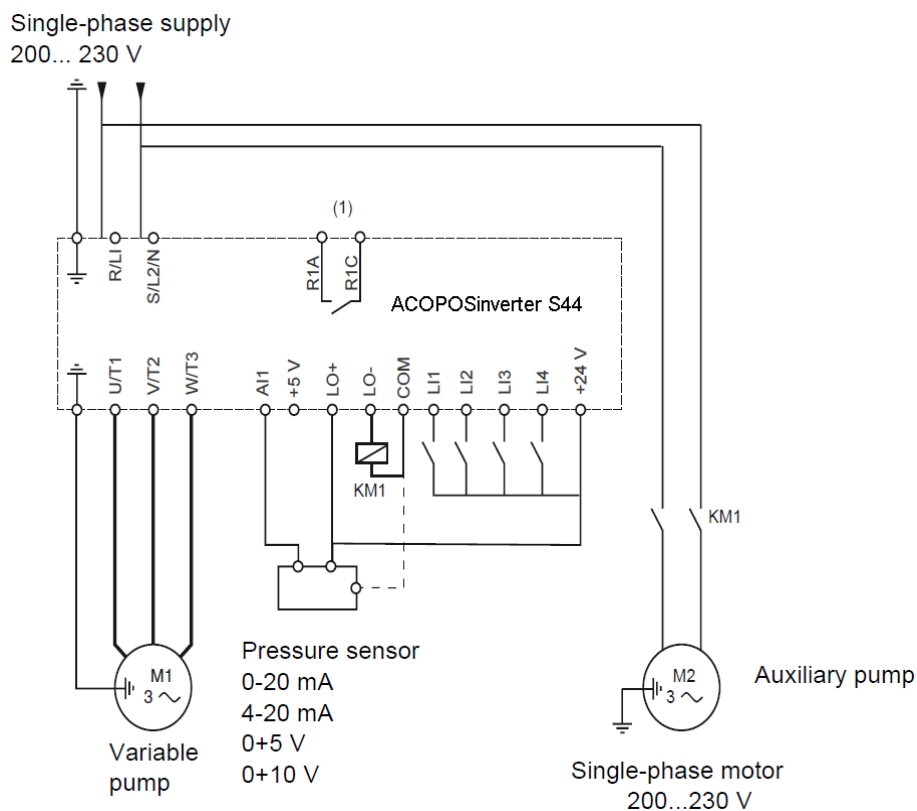 Single-phase supply
200... 230 V
(1)
R/LI
S/L2/N
R1A
R1C
ACOPOSinverter S44
U/T1
V/T2
W/T3
AI1
+5 V
LO+
LO-
COM
LI1
LI2
LI3
LI4
+24 V
KM1
KM1
M1
3
Variable
pump
Pressure sensor
0-20 mA
4-20 mA
0+5 V
0+10 V
M2
3
Auxiliary pump
Single-phase motor
200...230 V